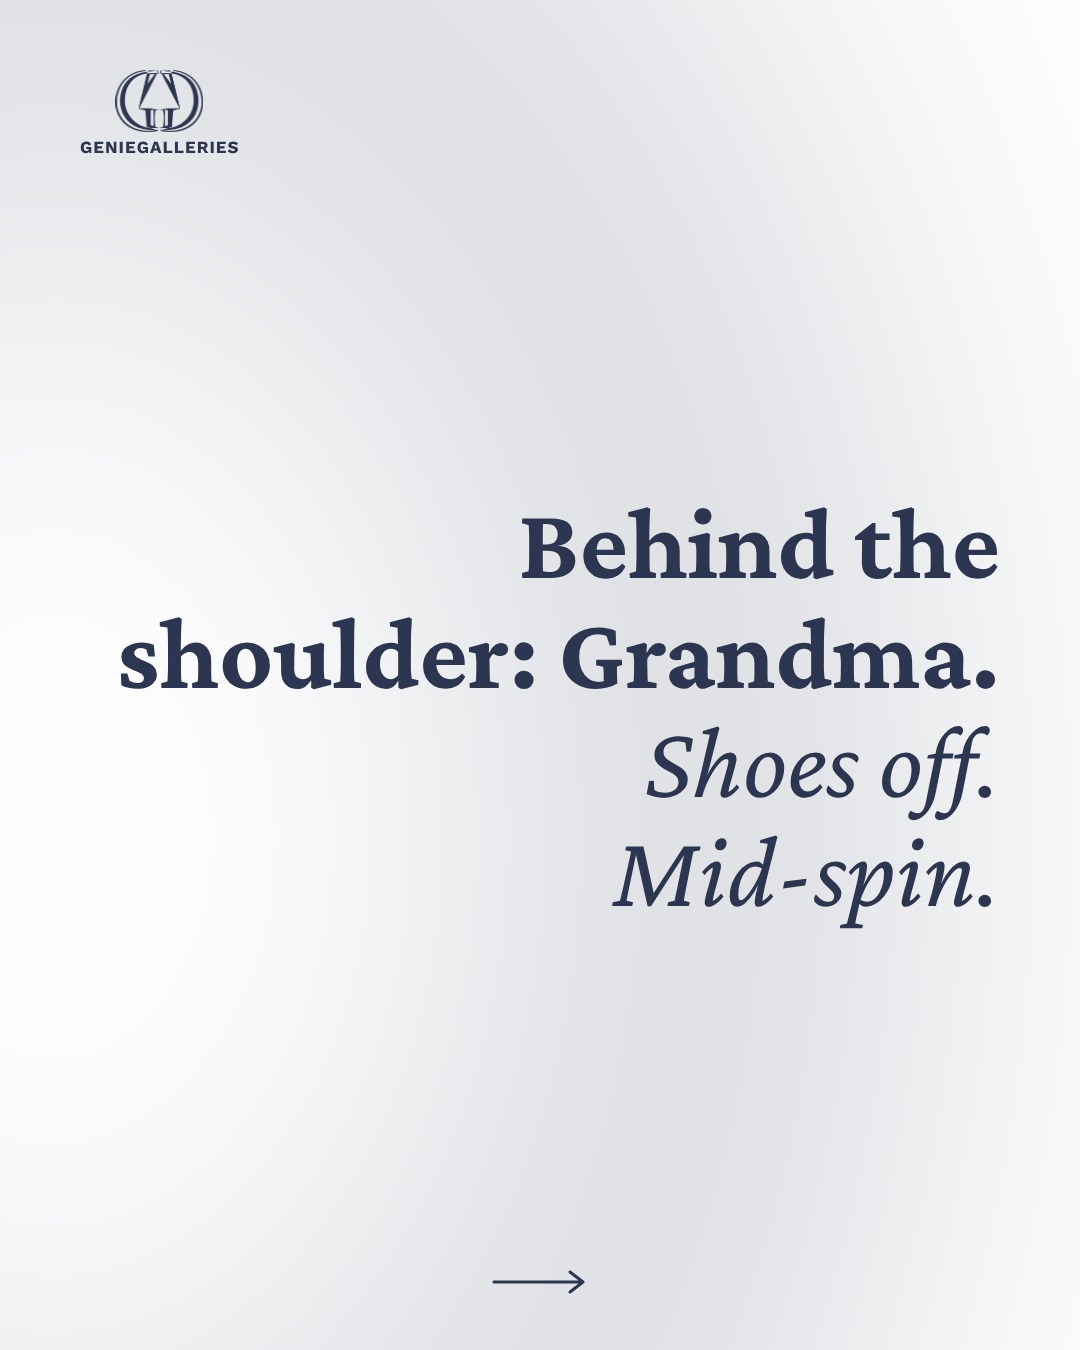 GENIEGALLERIES
Behind the
shoulder: Grandma.
Shoes off.
Mid-spin.